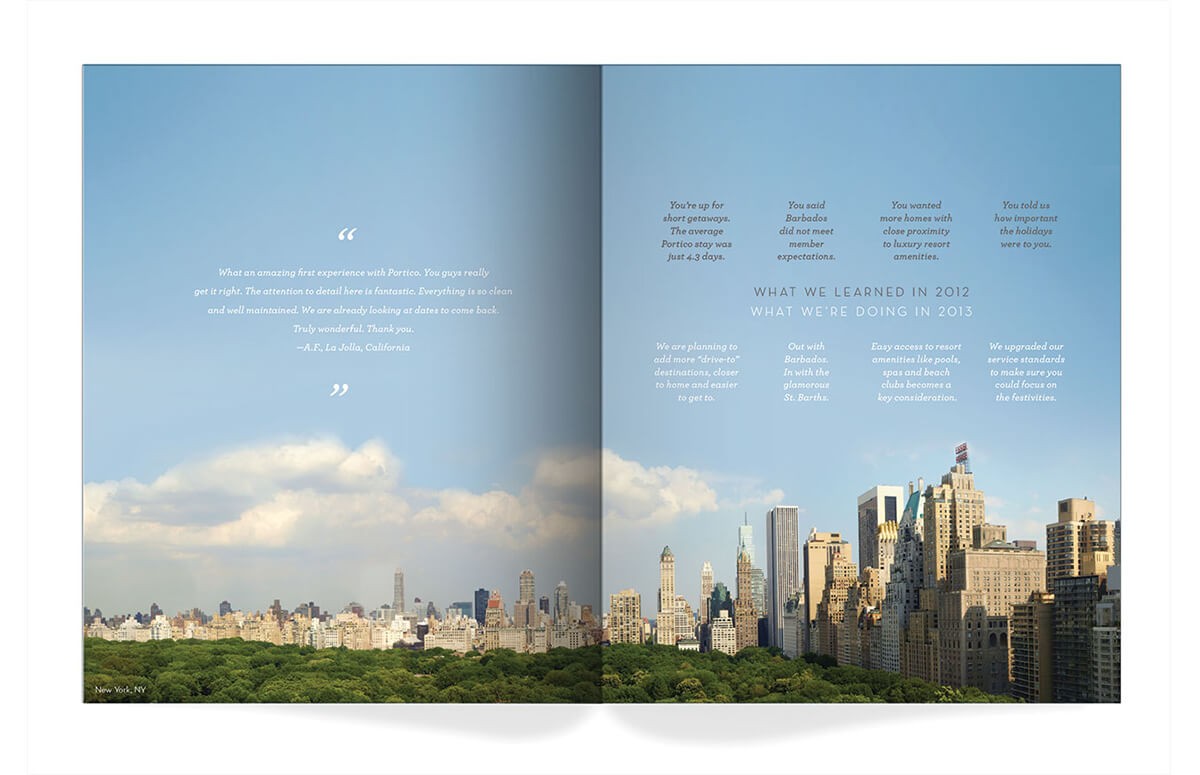 “
What an amazing first experience with Portico. You guys really
get it right. The attention to detail here is fantastic. Everything is so clean
and well maintained. We are already looking at dates to come back.
Truly wonderful. Thank you.
—A.F., La Jolla, California
”
New York, NY
You’re up for
short getaways.
The average
Portico stay was
just 4.3 days.
You said
Barbados
did not meet
member
expectations.
You wanted
more homes with
close proximity
to luxury resort
amenities.
You told us
how important
the holidays
were to you.
WHAT WE LEARNED IN 2012
WHAT WE’RE DOING IN 2013
We are planning to
add more “drive-to”
destinations, closer
to home and easier
to get to.
Out with
Barbados.
In with the
glamorous
St. Barths.
Easy access to resort
amenities like pools,
spas and beach
clubs becomes a
key consideration.
We upgraded our
service standards
to make sure you
could focus on
the festivities.